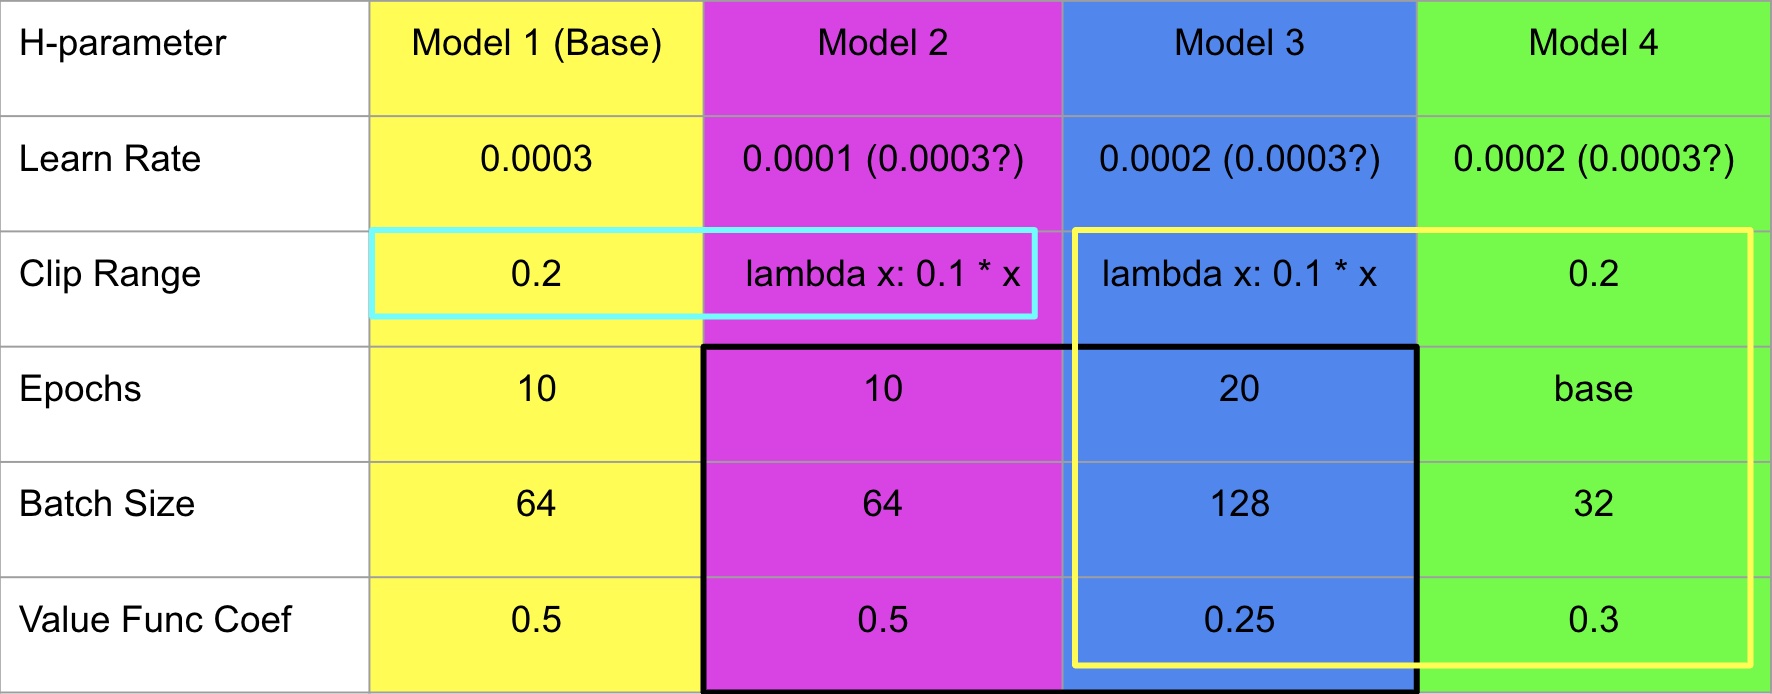 H-parameter Model 1 (Base) Model 2 Model 3 Model 4
Learn Rate 0.0003 0.0001 (0.0003?) 0.0002 (0.0003?) 0.0002 (0.0003?)
Clip Range 0.2 lambda x: 0.1 * x lambda x: 0.1 * x 0.2
Epochs 10 10 20 base
Batch Size 64 64 128 32
Value Func Coef 0.5 0.5 0.25 0.3